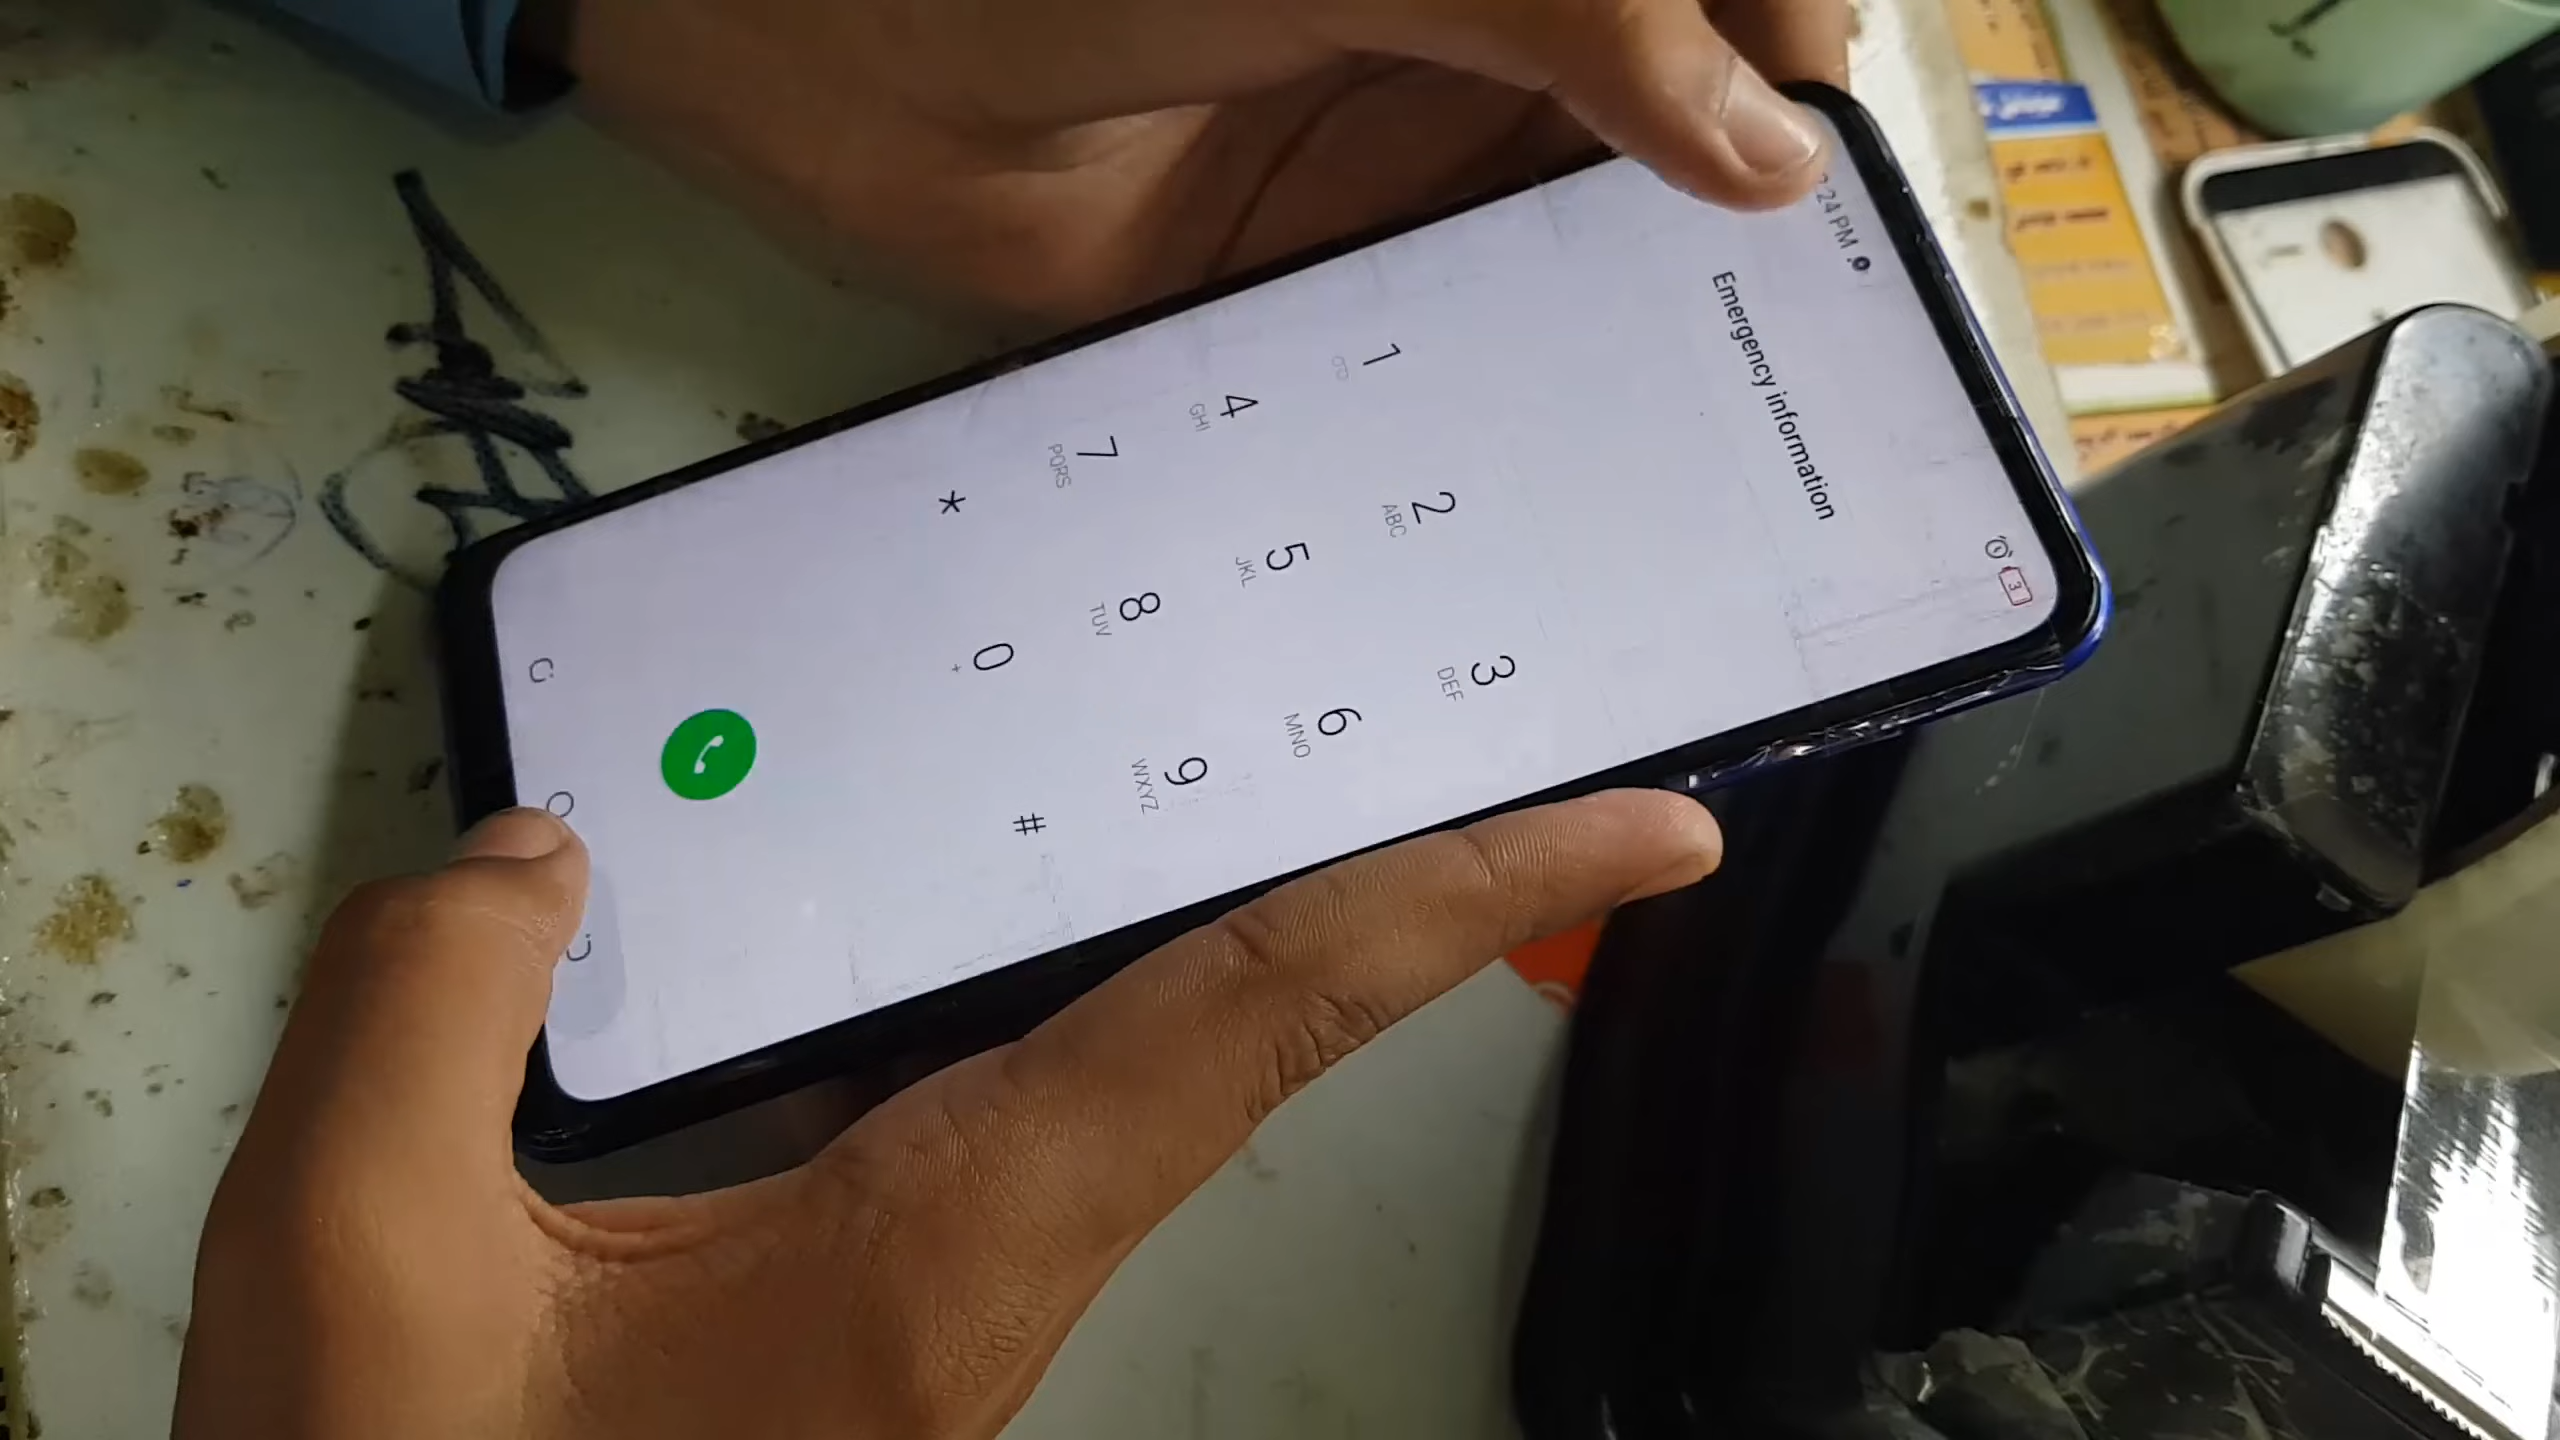 24 PM
3
Emergency information
1
2 ABC
3 DEF
4 GHI
5 JKL
6 MNO
7 PQRS
8 TUV
9 WXYZ
*
0 +
#